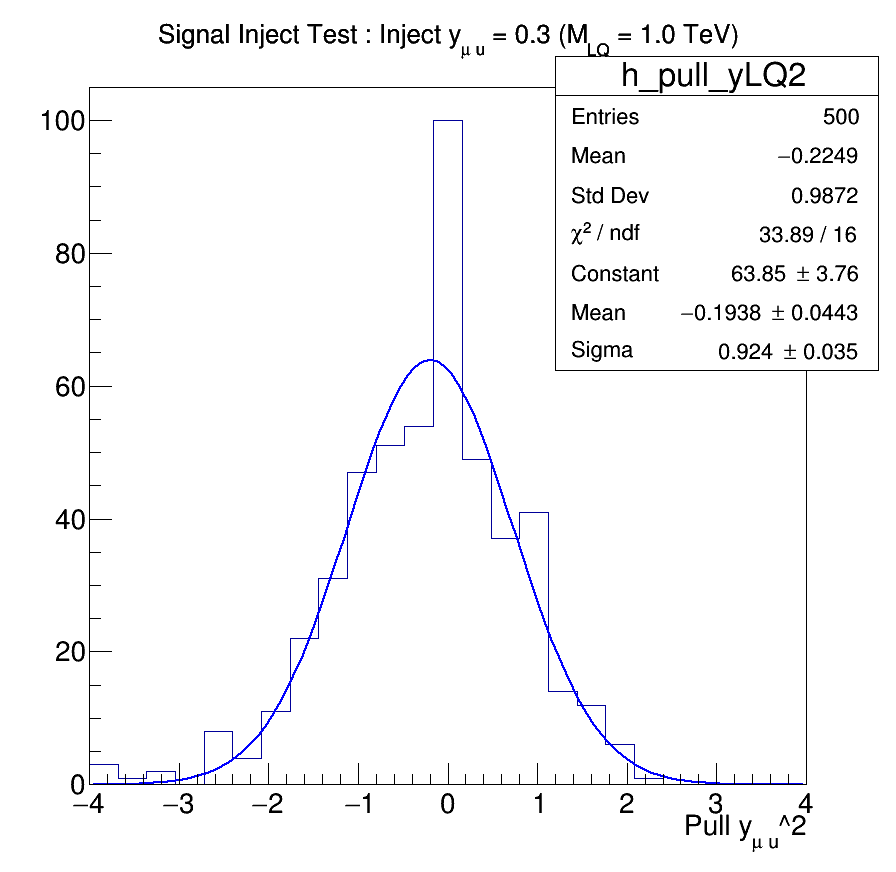 Signal Inject Test : Inject y_μu = 0.3 (M_LQ = 1.0 TeV)
h_pull_yLQ2
Entries 500
Mean −0.2249
Std Dev 0.9872
χ² / ndf 33.89 / 16
Constant 63.85 ± 3.76
Mean −0.1938 ± 0.0443
Sigma 0.924 ± 0.035
100
80
60
40
20
0
−4 −3 −2 −1 0 1 2 3 4
Pull y_μu^2